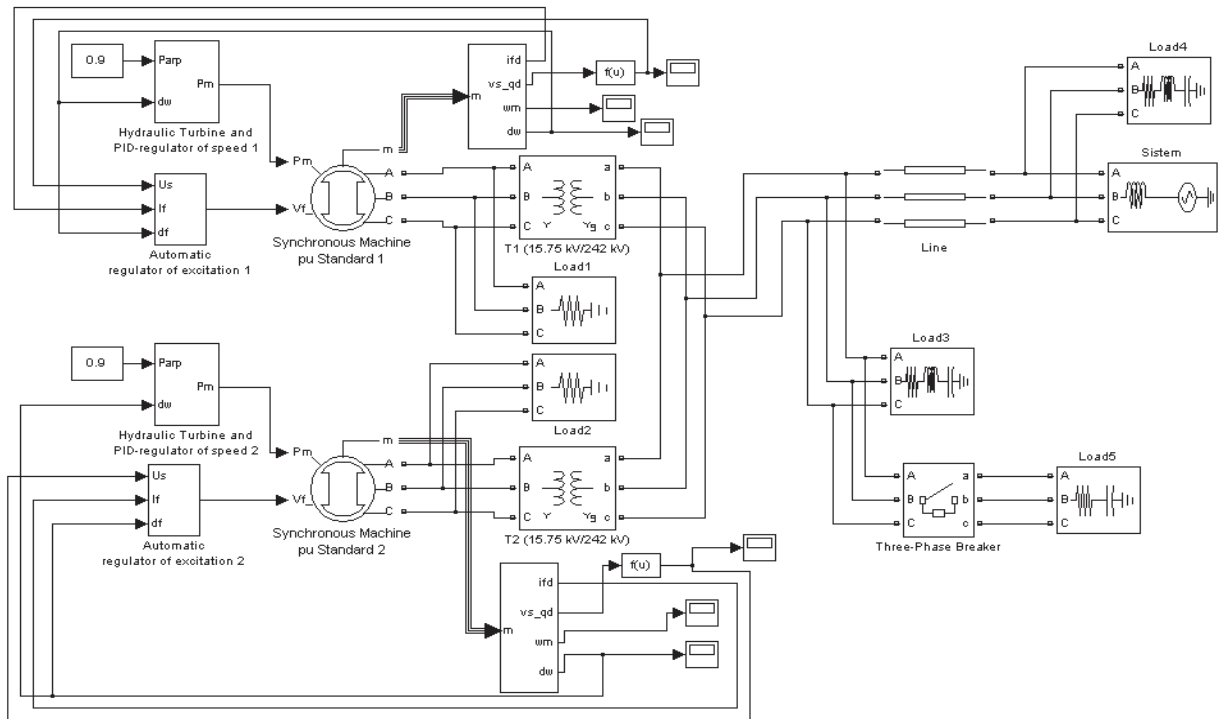 0.9
Parp
Pm
dw
Hydraulic Turbine and
PID-regulator of speed 1
Us
If
df
Automatic
regulator of excitation 1
Pm
Vf_
m
A
B
C
Synchronous Machine
pu Standard 1
m
ifd
vs_qd
wm
dw
f(u)
A
B
C
a
b
c
Y
Yg
T1 (15.75 kV/242 kV)
Load1
A
B
C
Line
Load4
A
B
C
Sistem
A
B
C
0.9
Parp
Pm
dw
Hydraulic Turbine and
PID-regulator of speed 2
Us
If
df
Automatic
regulator of excitation 2
Pm
Vf_
m
A
B
C
Synchronous Machine
pu Standard 2
A
B
C
Load2
A
B
C
a
b
c
Y
Yg
T2 (15.75 kV/242 kV)
m
ifd
vs_qd
wm
dw
f(u)
Load3
A
B
C
A
B
C
a
b
c
Three-Phase Breaker
Load5
A
B
C